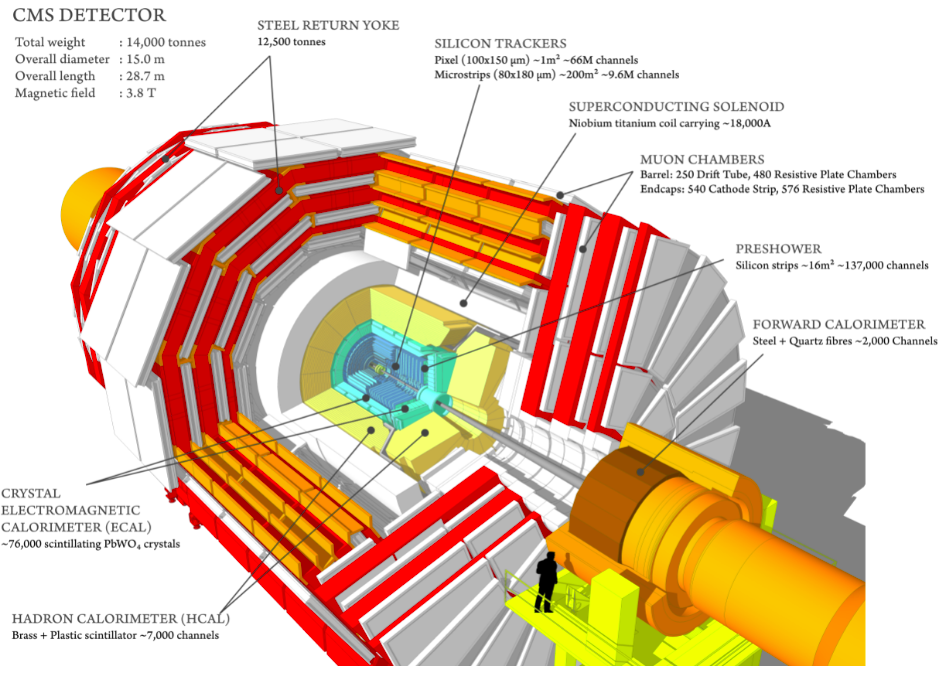 CMS DETECTOR
Total weight : 14,000 tonnes
Overall diameter : 15.0 m
Overall length : 28.7 m
Magnetic field : 3.8 T
STEEL RETURN YOKE
12,500 tonnes
SILICON TRACKERS
Pixel (100x150 μm) ~1m² ~66M channels
Microstrips (80x180 μm) ~200m² ~9.6M channels
SUPERCONDUCTING SOLENOID
Niobium titanium coil carrying ~18,000A
MUON CHAMBERS
Barrel: 250 Drift Tube, 480 Resistive Plate Chambers
Endcaps: 540 Cathode Strip, 576 Resistive Plate Chambers
PRESHOWER
Silicon strips ~16m² ~137,000 channels
FORWARD CALORIMETER
Steel + Quartz fibres ~2,000 Channels
CRYSTAL
ELECTROMAGNETIC
CALORIMETER (ECAL)
~76,000 scintillating PbWO₄ crystals
HADRON CALORIMETER (HCAL)
Brass + Plastic scintillator ~7,000 channels